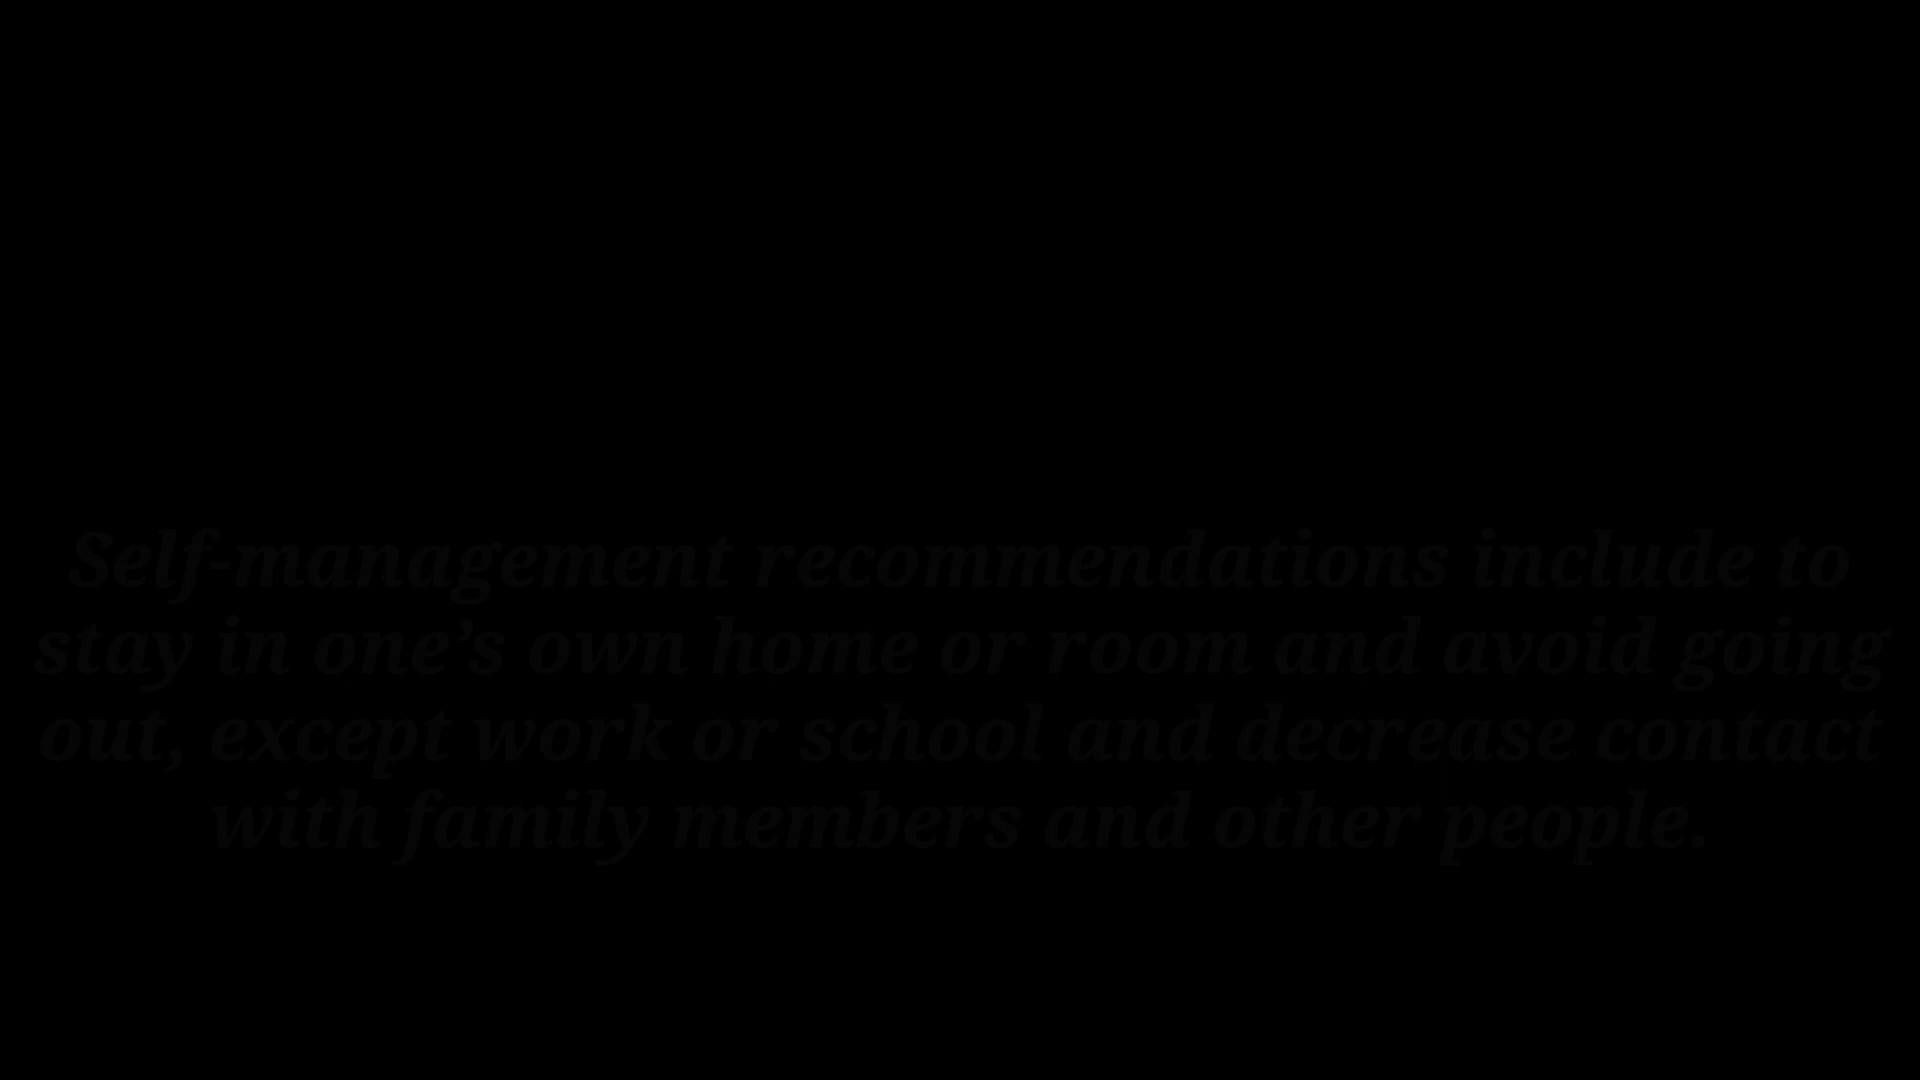 Self-management recommendations include to
stay in one’s own home or room and avoid going
out, except work or school and decrease contact
with family members and other people.